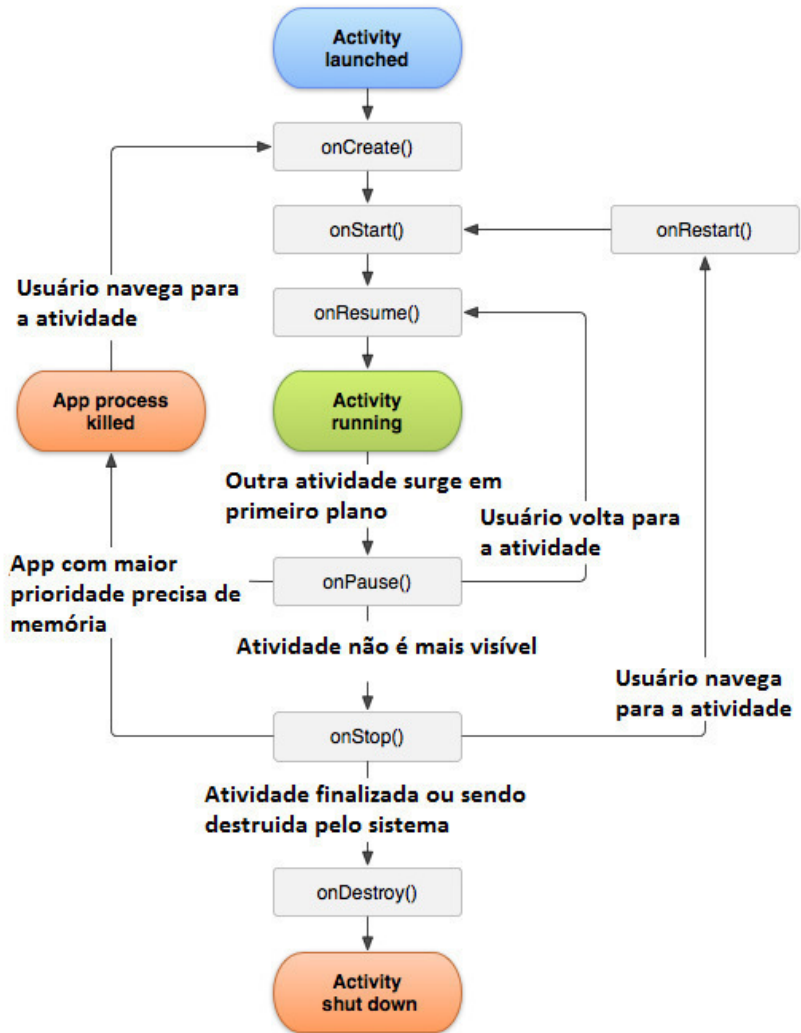 Activity
launched
onCreate()
onStart()
onRestart()
Usuário navega para
a atividade
onResume()
App process
killed
Activity
running
Outra atividade surge em
primeiro plano
Usuário volta para
a atividade
App com maior
prioridade precisa de
memória
onPause()
Atividade não é mais visível
Usuário navega
para a atividade
onStop()
Atividade finalizada ou sendo
destruida pelo sistema
onDestroy()
Activity
shut down